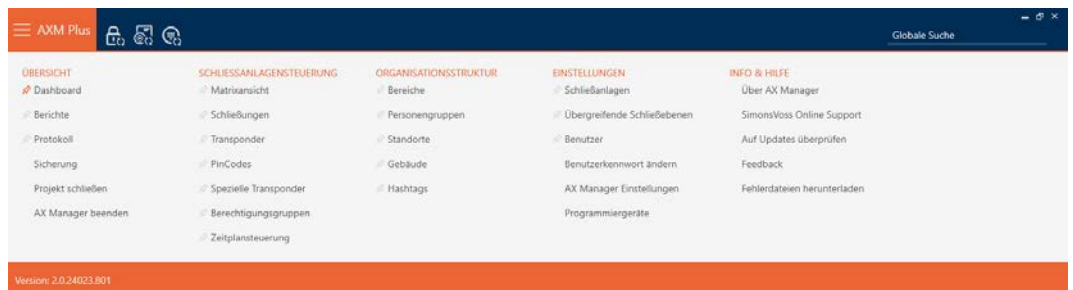 AXM Plus
Globale Suche
ÜBERSICHT
Dashboard
Berichte
Protokoll
Sicherung
Projekt schließen
AX Manager beenden
SCHLIESSANLAGENSTEUERUNG
Matrixansicht
Schließungen
Transponder
PinCodes
Spezielle Transponder
Berechtigungsgruppen
Zeitplansteuerung
ORGANISATIONSSTRUKTUR
Bereiche
Personengruppen
Standorte
Gebäude
Hashtags
EINSTELLUNGEN
Schließanlagen
Übergreifende Schließebenen
Benutzer
Benutzerkennwort ändern
AX Manager Einstellungen
Programmiergeräte
INFO & HILFE
Über AX Manager
SimonsVoss Online Support
Auf Updates überprüfen
Feedback
Fehlerdateien herunterladen
Version: 2.0.24023.801